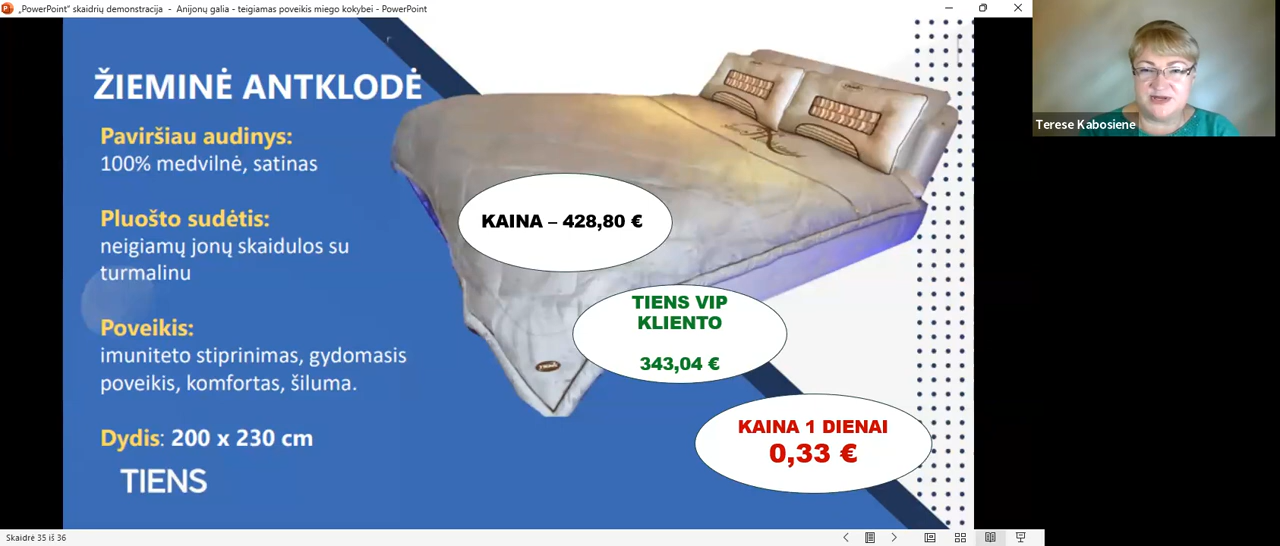 „PowerPoint“ skaidrių demonstracija - Anijonų galia - teigiamas poveikis miego kokybei - PowerPoint
ŽIEMINĖ ANTKLODĖ
Paviršiau audinys:
100% medvilnė, satinas
Pluošto sudėtis:
neigiamų jonų skaidulos su
turmalinu
Poveikis:
imuniteto stiprinimas, gydomasis
poveikis, komfortas, šiluma.
Dydis: 200 x 230 cm
TIENS
KAINA – 428,80 €
TIENS VIP
KLIENTO
343,04 €
KAINA 1 DIENAI
0,33 €
Terese Kabosiene
Skaidrė 35 iš 36